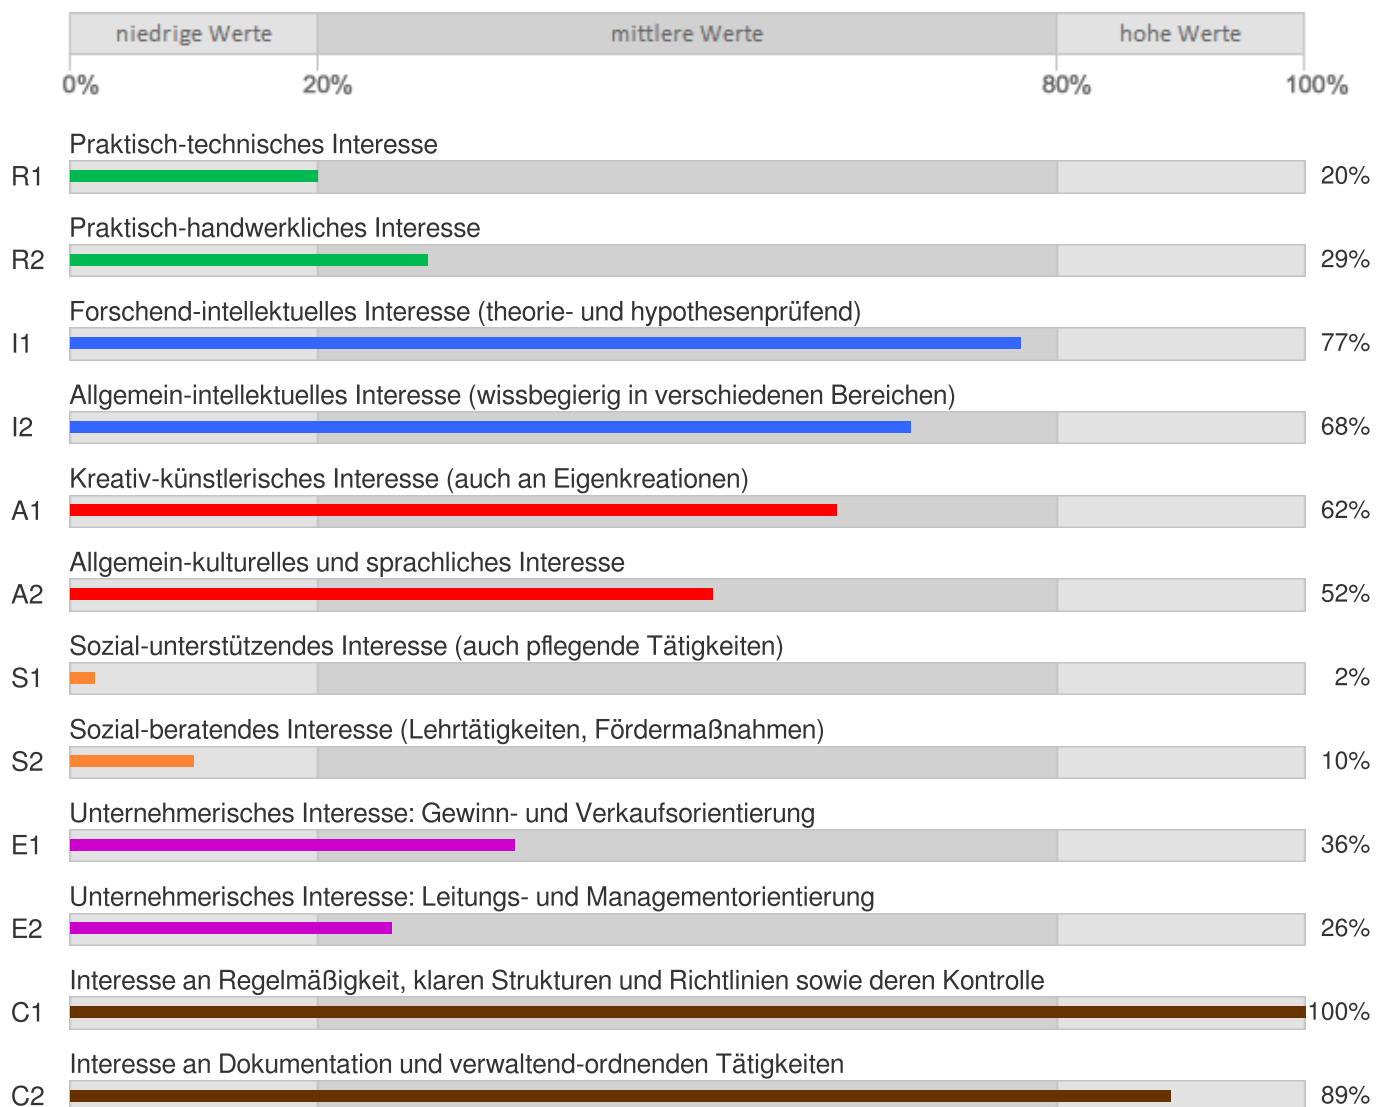 niedrige Werte mittlere Werte hohe Werte
0% 20% 80% 100%
Praktisch-technisches Interesse
R1 20%
Praktisch-handwerkliches Interesse
R2 29%
Forschend-intellektuelles Interesse (theorie- und hypothesenprüfend)
I1 77%
Allgemein-intellektuelles Interesse (wissbegierig in verschiedenen Bereichen)
I2 68%
Kreativ-künstlerisches Interesse (auch an Eigenkreationen)
A1 62%
Allgemein-kulturelles und sprachliches Interesse
A2 52%
Sozial-unterstützendes Interesse (auch pflegende Tätigkeiten)
S1 2%
Sozial-beratendes Interesse (Lehrtätigkeiten, Fördermaßnahmen)
S2 10%
Unternehmerisches Interesse: Gewinn- und Verkaufsorientierung
E1 36%
Unternehmerisches Interesse: Leitungs- und Managementorientierung
E2 26%
Interesse an Regelmäßigkeit, klaren Strukturen und Richtlinien sowie deren Kontrolle
C1 100%
Interesse an Dokumentation und verwaltend-ordnenden Tätigkeiten
C2 89%